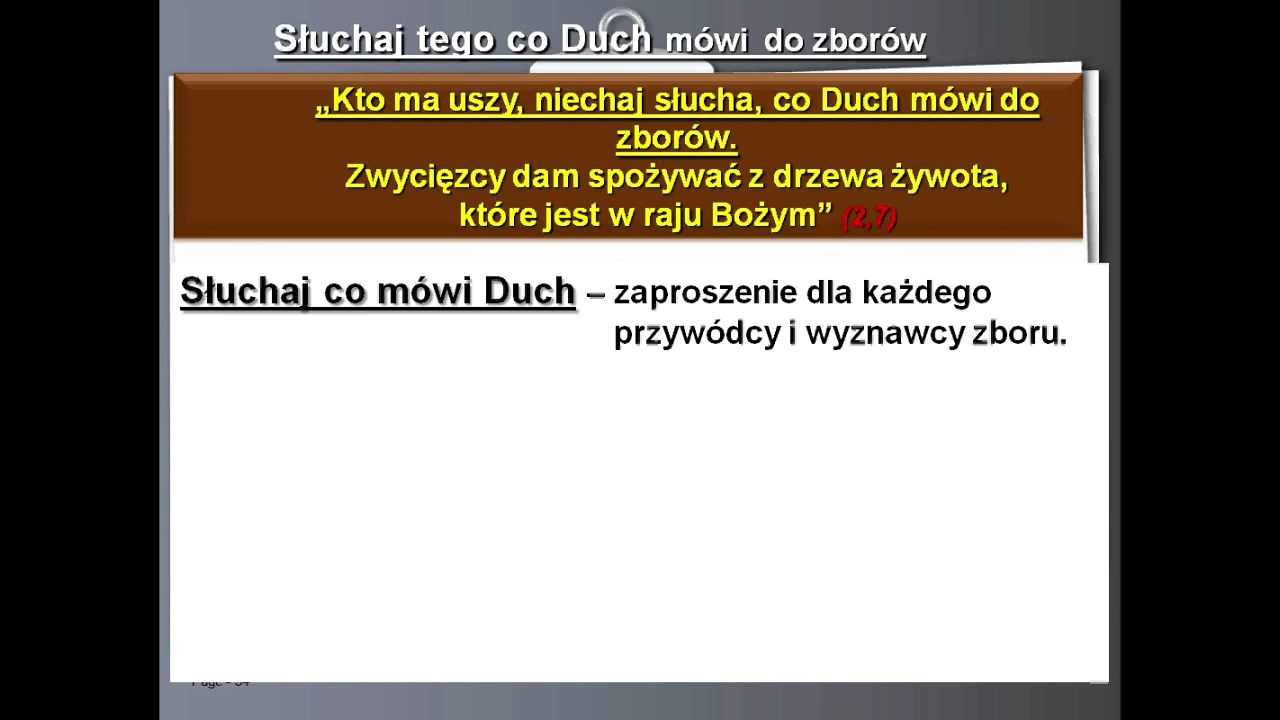 Słuchaj tego co Duch mówi do zborów
„Kto ma uszy, niechaj słucha, co Duch mówi do
zborów.
Zwycięzcy dam spożywać z drzewa żywota,
które jest w raju Bożym” (2,7)
Słuchaj co mówi Duch – zaproszenie dla każdego
przywódcy i wyznawcy zboru.